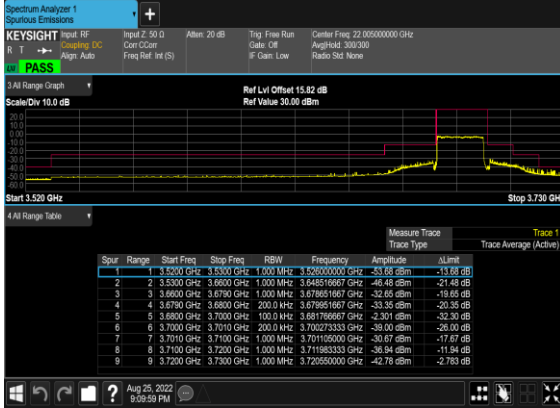 Spectrum Analyzer 1
Spurious Emissions
+
KEYSIGHT Input: RF Input Z: 50 Ω Atten: 20 dB Trig: Free Run Center Freq: 22.005000000 GHz
R T Coupling: DC Corr CCorr Gate: Off Avg|Hold: 300/300
Align: Auto Freq Ref: Int (S) IF Gain: Low Radio Std: None
PASS
3 All Range Graph
Ref Lvl Offset 15.82 dB
Scale/Div 10.0 dB Ref Value 30.00 dBm
20.0
10.0
0.00
-10.0
-20.0
-30.0
-40.0
-50.0
-60.0
Start 3.520 GHz Stop 3.730 GH
4 All Range Table
Measure Trace Trace 1
Trace Type Trace Average (Active)
Spur Range Start Freq Stop Freq RBW Frequency Amplitude ΔLimit
1 1 3.5200 GHz 3.5300 GHz 1.000 MHz 3.526000000 GHz -53.68 dBm -13.68 dB
2 2 3.5300 GHz 3.6600 GHz 1.000 MHz 3.648516667 GHz -46.48 dBm -21.48 dB
3 3 3.6600 GHz 3.6790 GHz 1.000 MHz 3.678651667 GHz -32.65 dBm -19.65 dB
4 4 3.6790 GHz 3.6800 GHz 200.0 kHz 3.679951667 GHz -33.35 dBm -20.35 dB
5 5 3.6800 GHz 3.7000 GHz 100.0 kHz 3.681766667 GHz -2.301 dBm -32.30 dB
6 6 3.7000 GHz 3.7010 GHz 200.0 kHz 3.700273333 GHz -39.00 dBm -26.00 dB
7 7 3.7010 GHz 3.7100 GHz 1.000 MHz 3.701105000 GHz -30.67 dBm -17.67 dB
8 8 3.7100 GHz 3.7200 GHz 1.000 MHz 3.711983333 GHz -36.94 dBm -11.94 dB
9 9 3.7200 GHz 3.7300 GHz 1.000 MHz 3.720550000 GHz -42.78 dBm -2.783 dB
?
Aug 25, 2022
9:09:59 PM